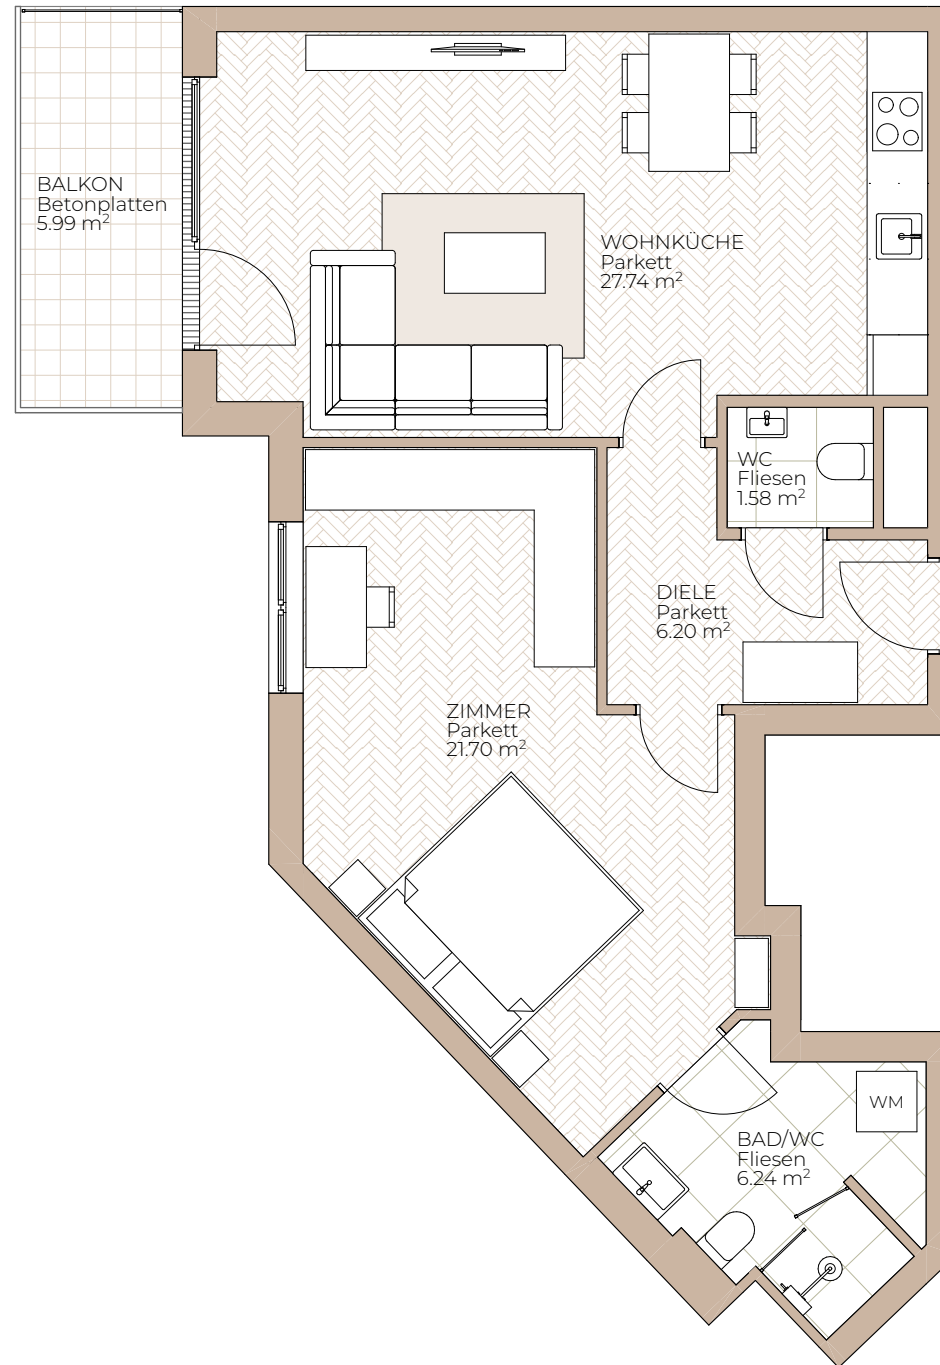 BALKON
Betonplatten
5.99 m²
WOHNKÜCHE
Parkett
27.74 m²
WC
Fliesen
1.58 m²
DIELE
Parkett
6.20 m²
ZIMMER
Parkett
21.70 m²
WM
BAD/WC
Fliesen
6.24 m²